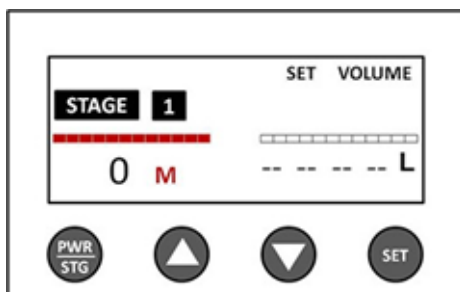 SET VOLUME
STAGE 1
0 M -- -- -- -- L
PWR
STG
SET